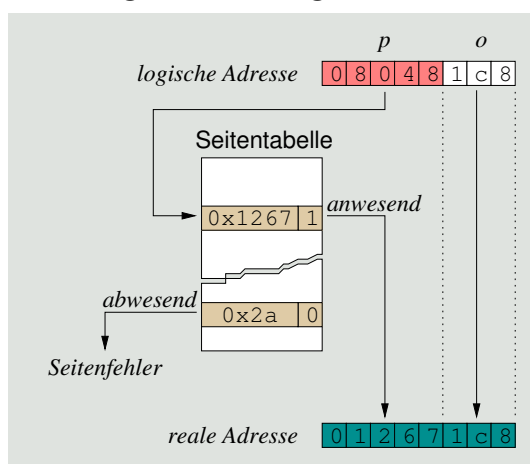 p o
logische Adresse 0 8 0 4 8 1 c 8
Seitentabelle
0x1267 1 anwesend
abwesend
0x2a 0
Seitenfehler
reale Adresse 0 1 2 6 7 1 c 8